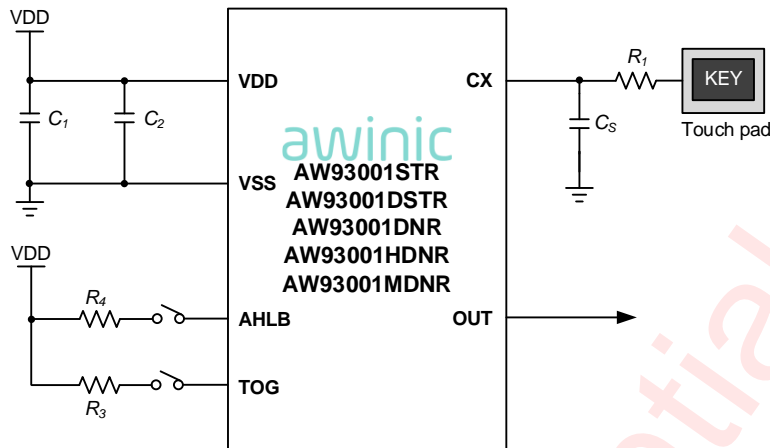 VDD
VDD
CX
R1
KEY
C1
C2
CS
Touch pad
awinic
VSS
AW93001STR
AW93001DSTR
AW93001DNR
AW93001HDNR
AW93001MDNR
VDD
R4
AHLB
OUT
R3
TOG
ntial